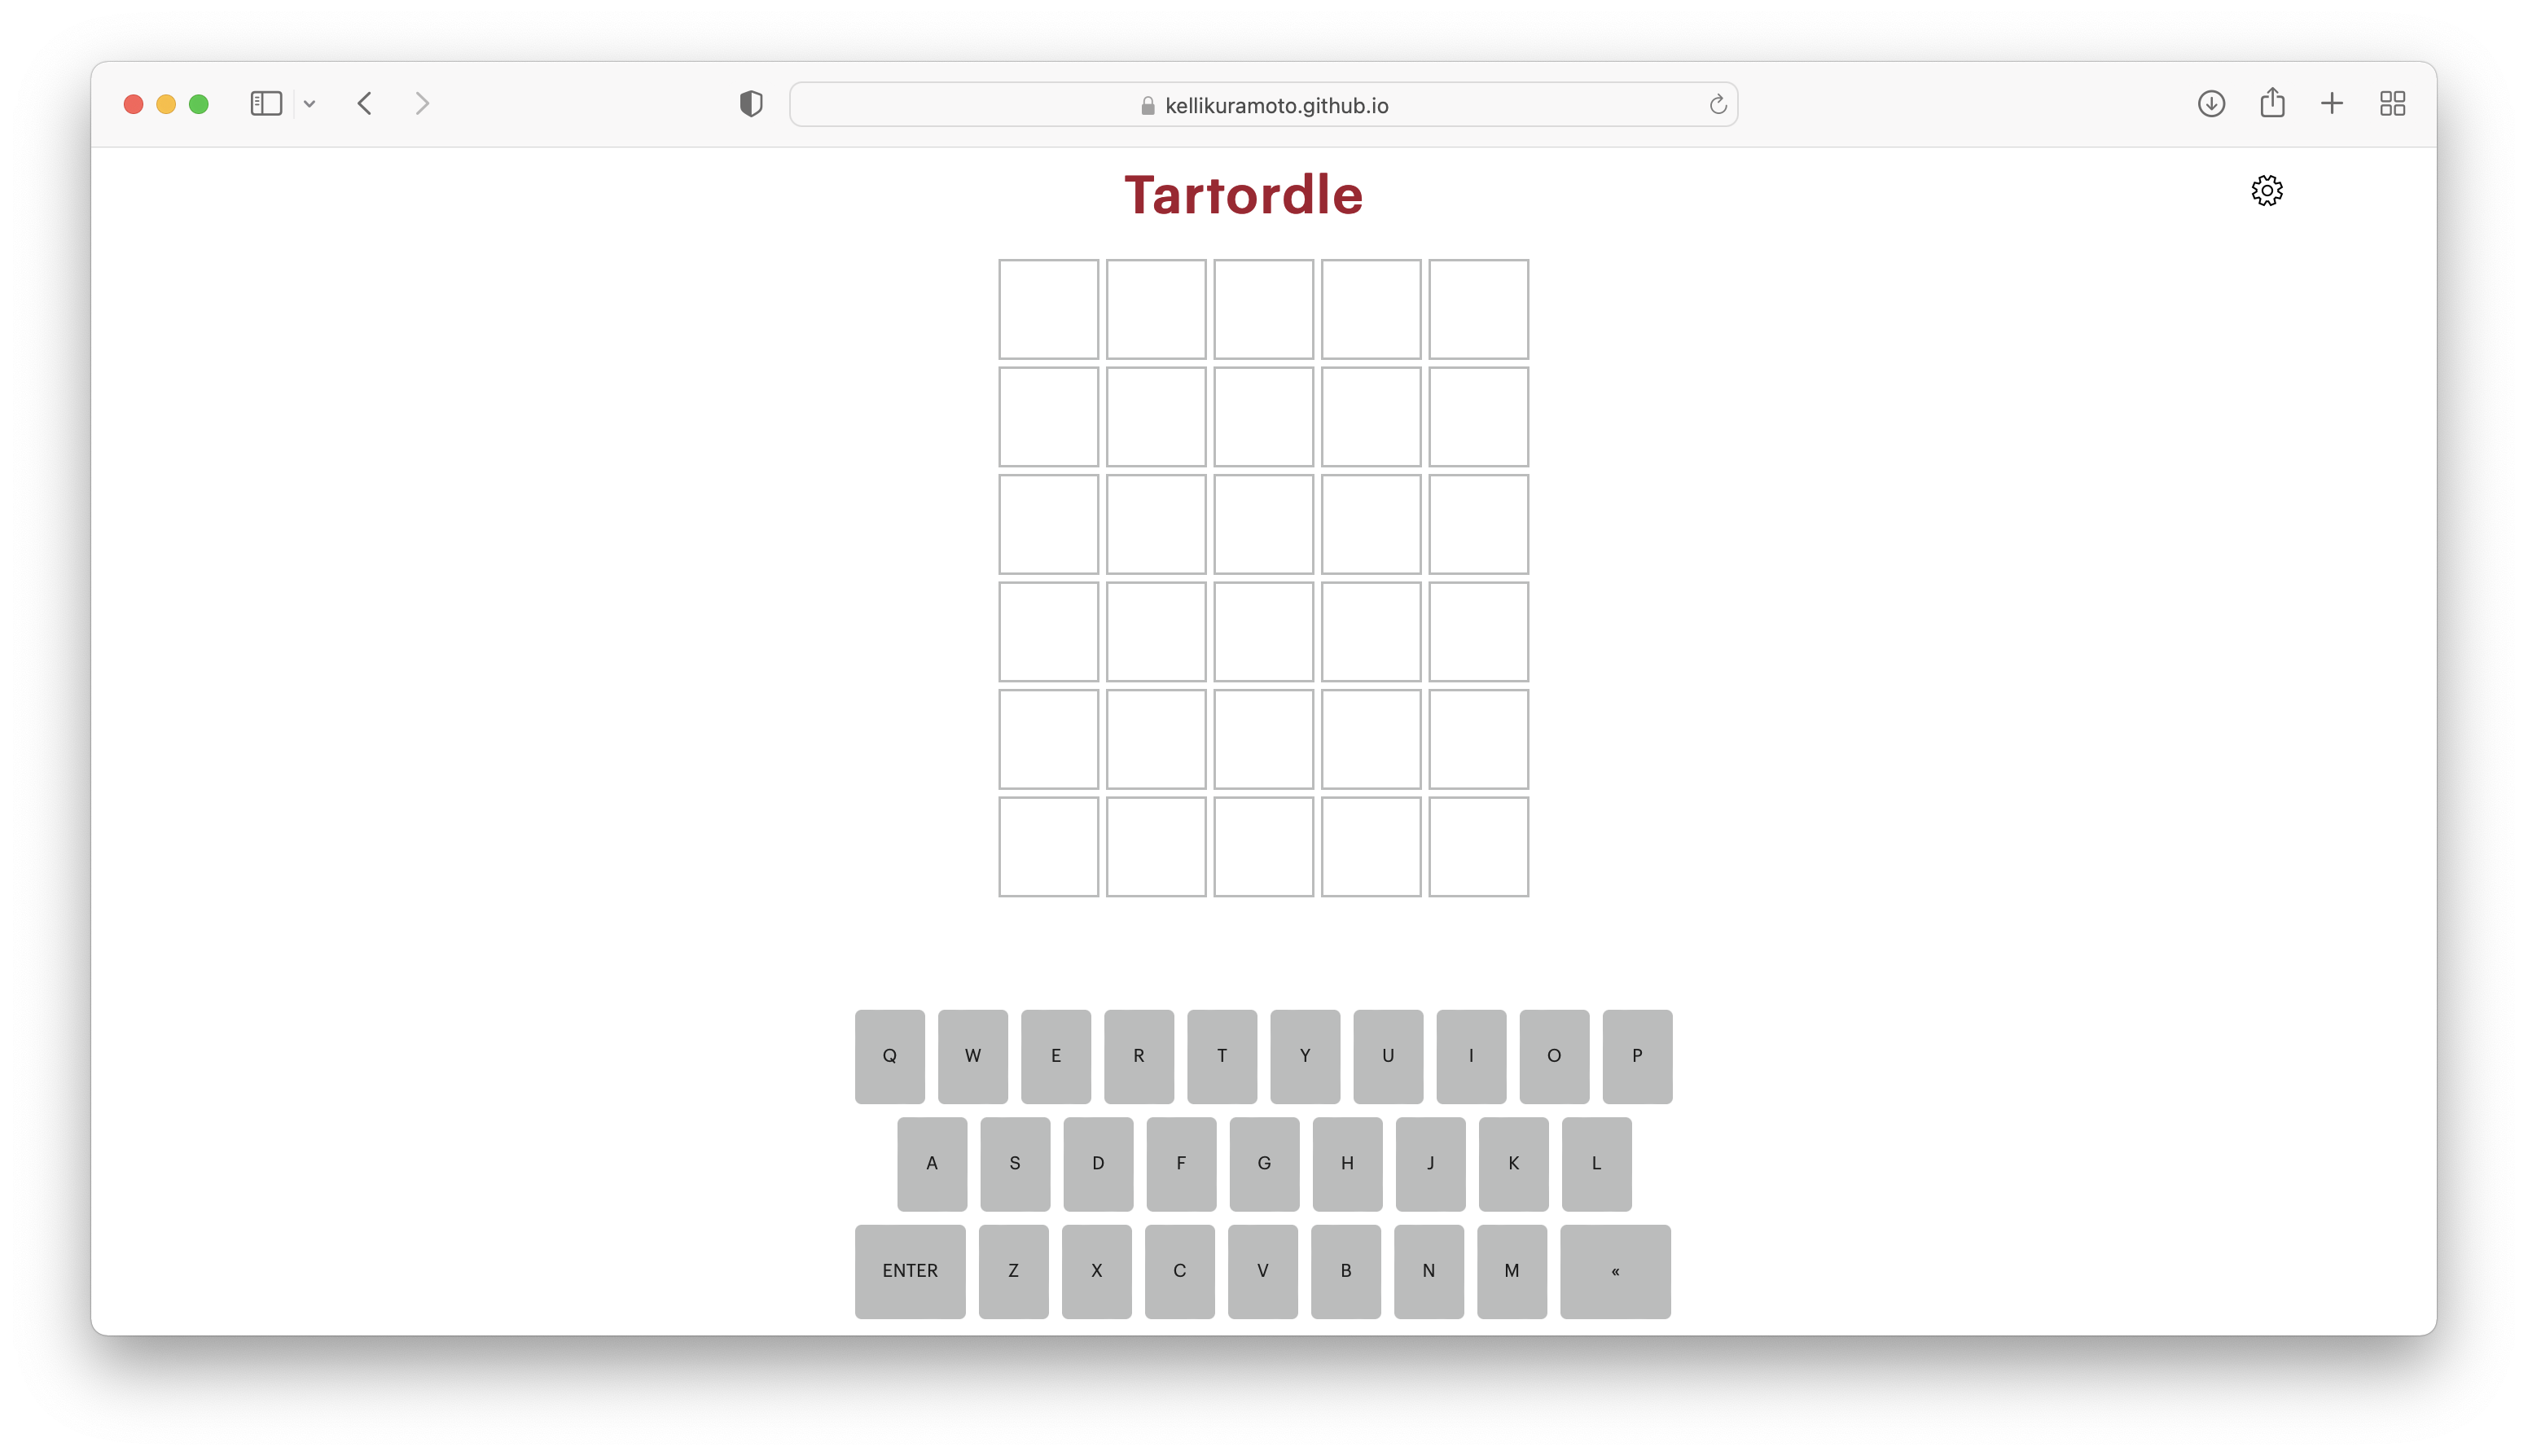 kellikuramoto.github.io
Tartordle
Q W E R T Y U I O P
A S D F G H J K L
ENTER Z X C V B N M «